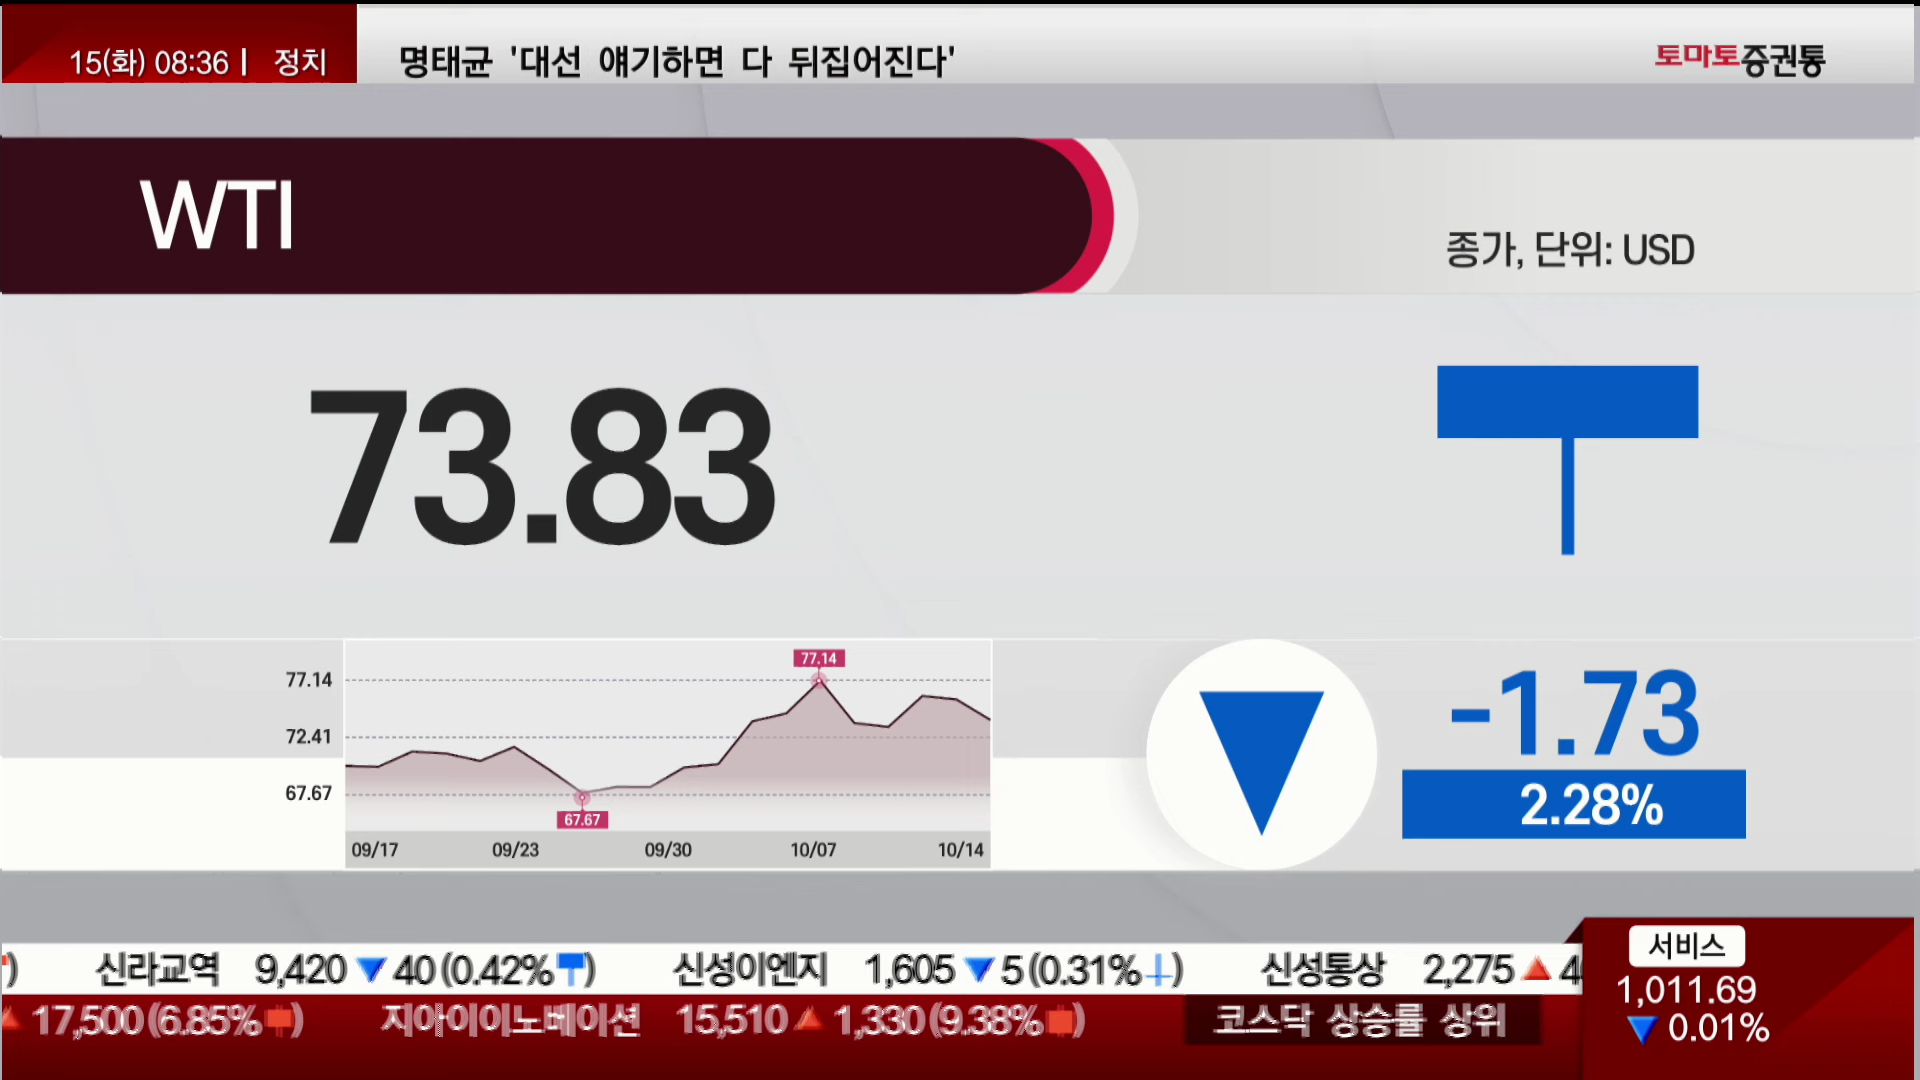 15(화) 08:36 | 정치 명태균 '대선 얘기하면 다 뒤집어진다' 토마토증권통
WTI
종가, 단위: USD
73.83
77.14
77.14
72.41
67.67
67.67
09/17 09/23 09/30 10/07 10/14
-1.73
2.28%
) 신라교역 9,420 ▼ 40 (0.42% ) 신성이엔지 1,605 ▼ 5 (0.31% ) 신성통상 2,275 ▲ 4
▲ 17,500 (6.85% ) 지아이이노베이션 15,510 ▲ 1,330 (9.38% ) 코스닥 상승률 상위
서비스
1,011.69
▼ 0.01%